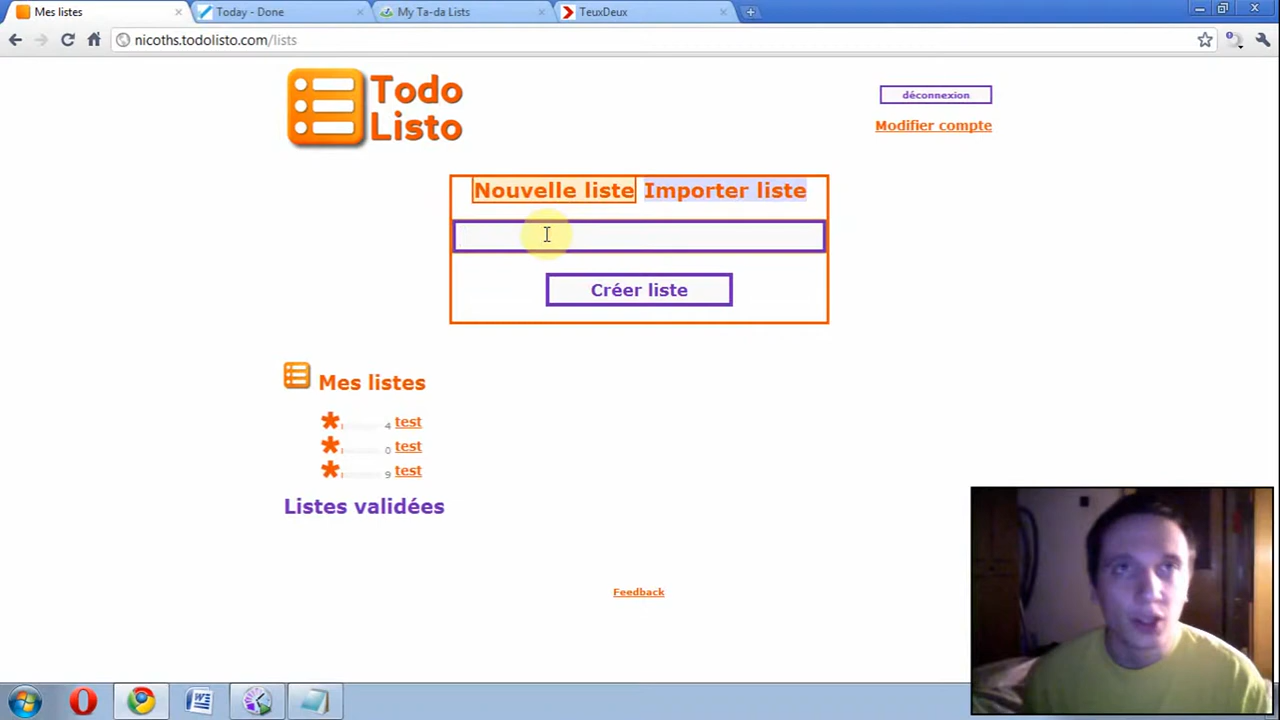 Mes listes
Today - Done
My Ta-da Lists
TeuxDeux
nicoths.todolisto.com/lists
Todo
Listo
déconnexion
Modifier compte
Nouvelle liste Importer liste
Créer liste
Mes listes
4 test
0 test
9 test
Listes validées
Feedback